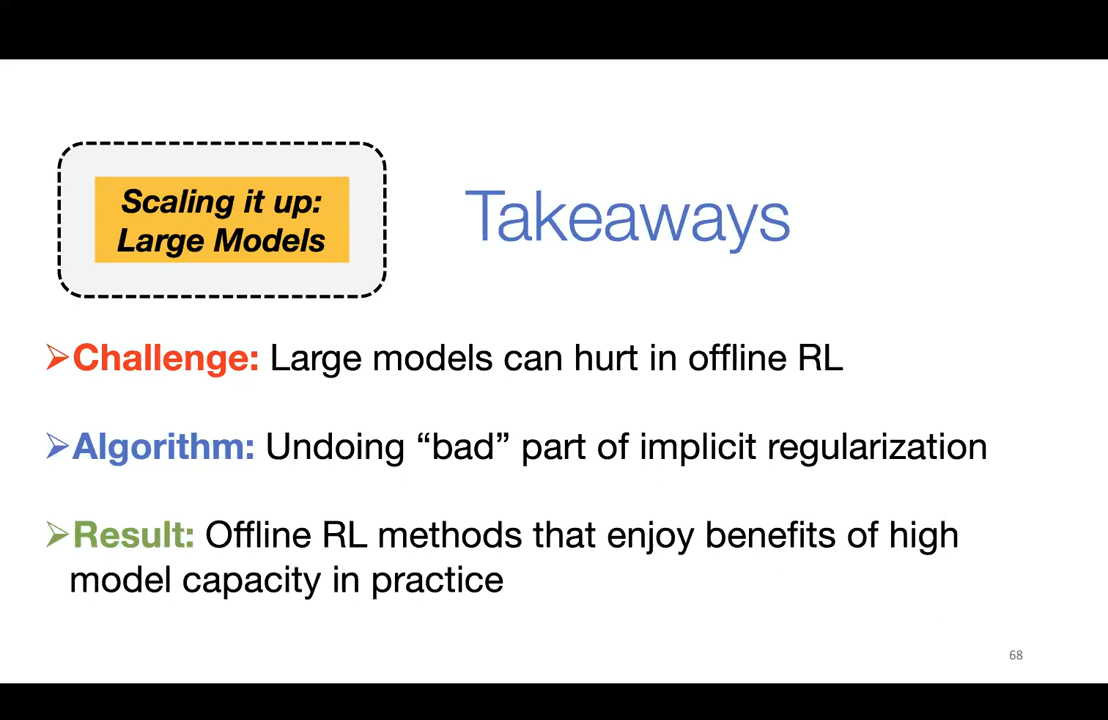 Scaling it up:
Large Models
Takeaways
➢Challenge: Large models can hurt in offline RL
➢Algorithm: Undoing “bad” part of implicit regularization
➢Result: Offline RL methods that enjoy benefits of high
model capacity in practice
68